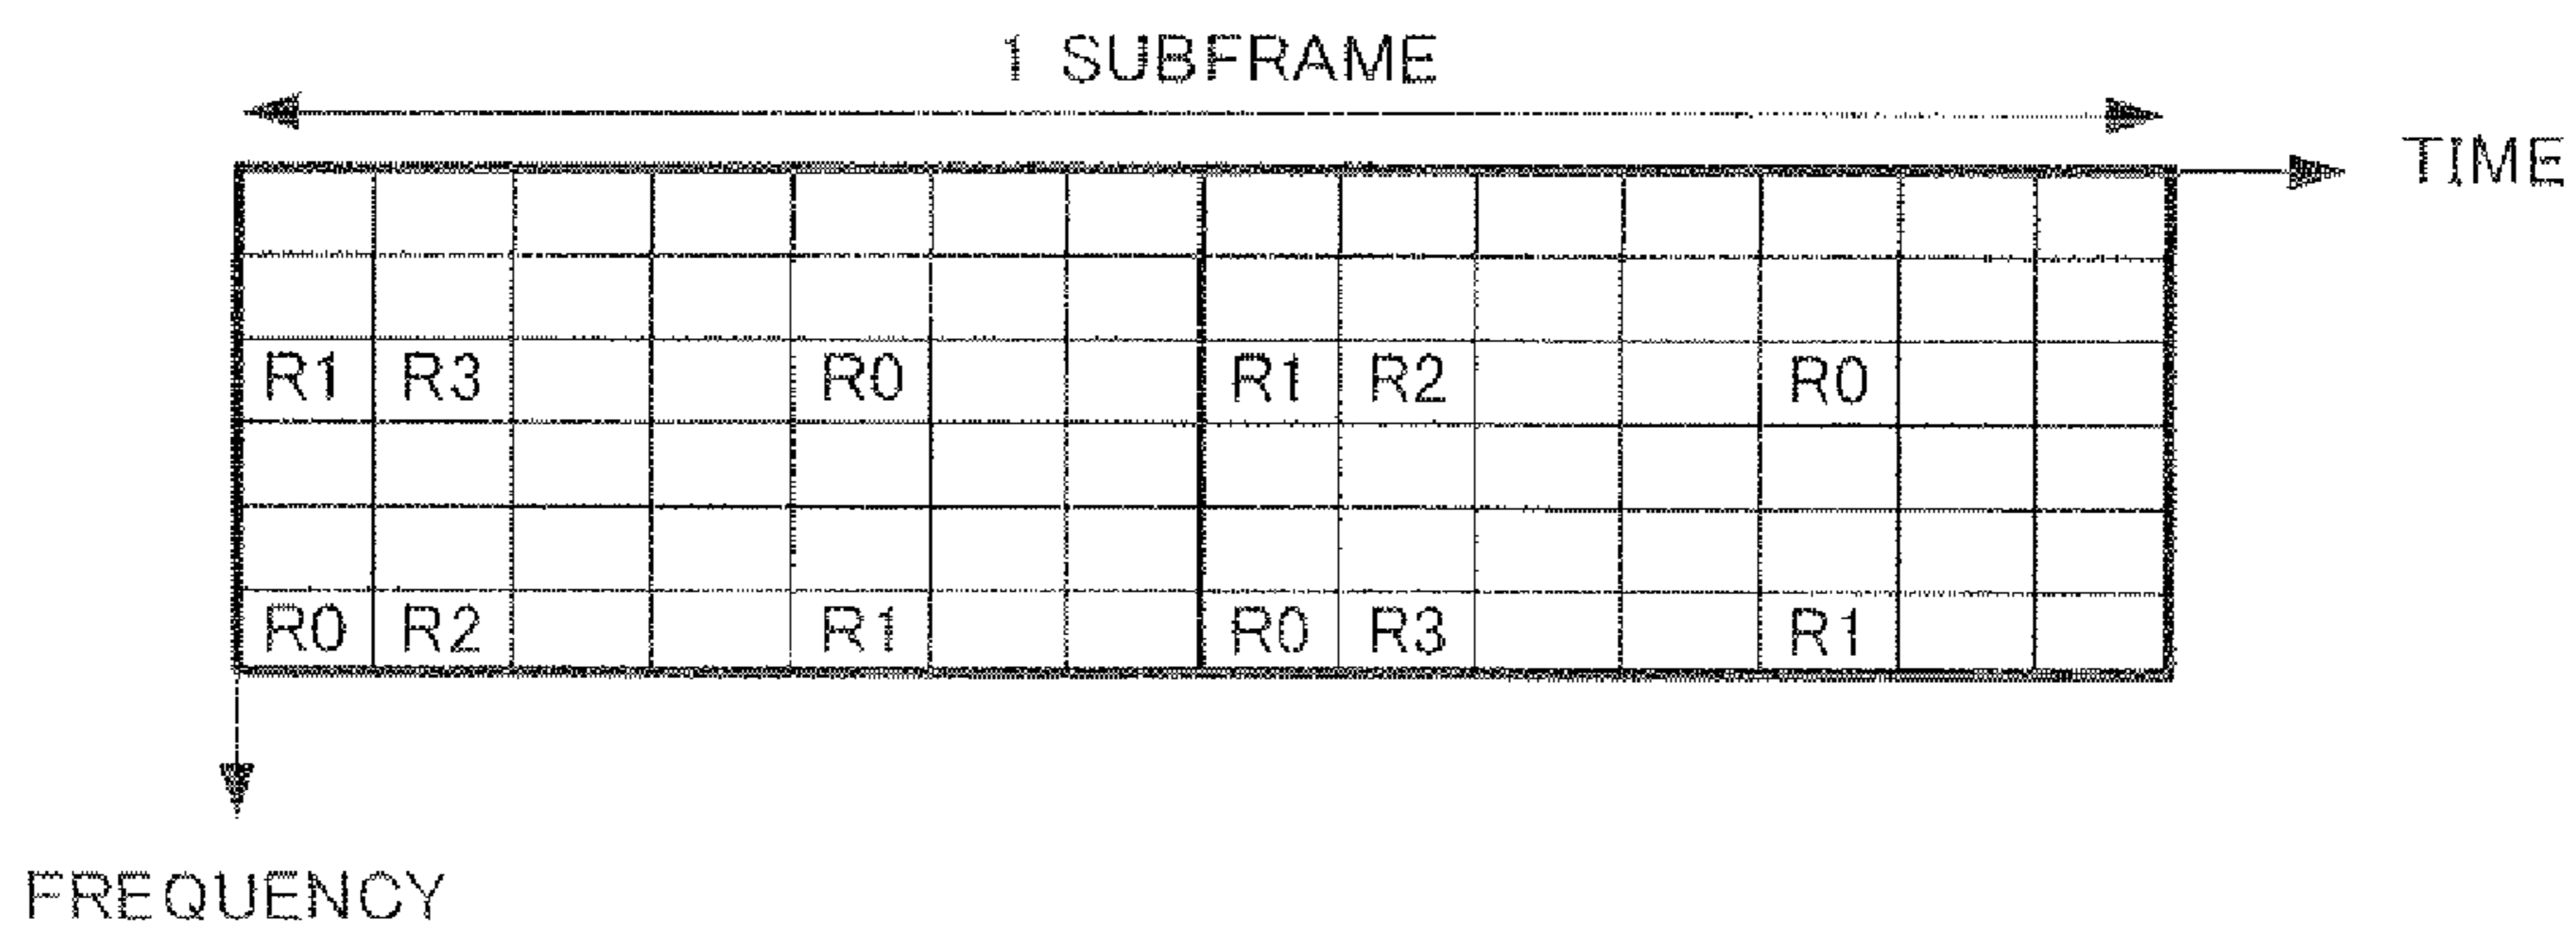 1 SUBFRAME
TIME
R1 R3 R0 R1 R2 R0
R0 R2 R1 R0 R3 R1
FREQUENCY